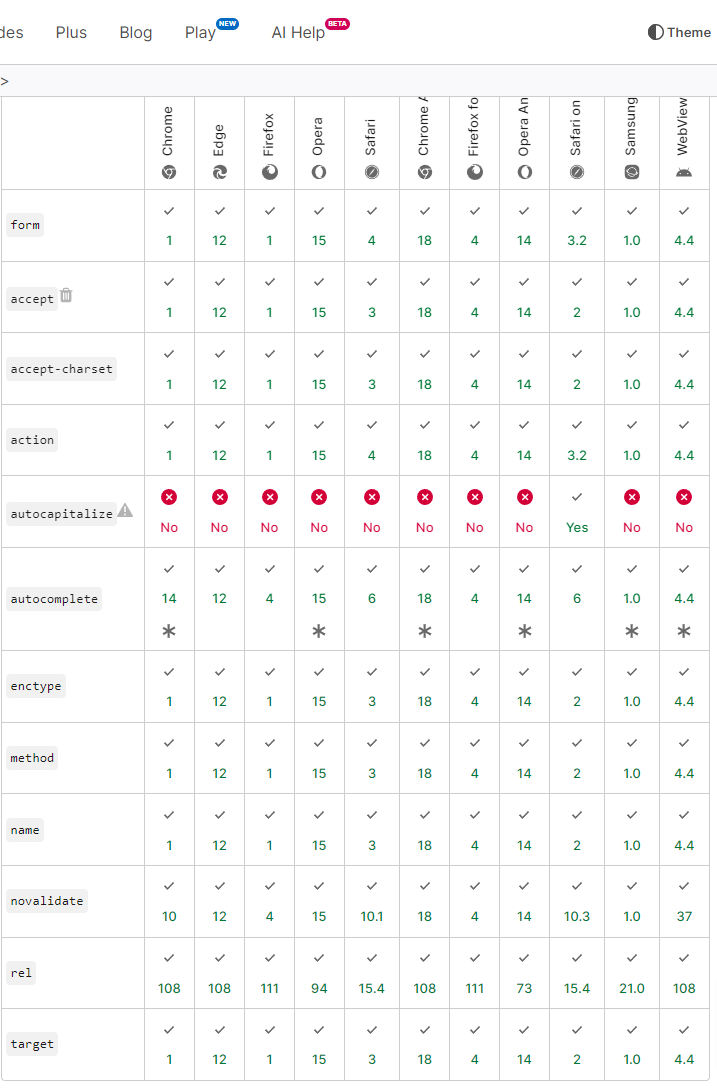 des Plus Blog Play NEW AI Help BETA Theme
>
Chrome Edge Firefox Opera Safari Chrome A Firefox fo Opera An Safari on Samsung WebView
form 1 12 1 15 4 18 4 14 3.2 1.0 4.4
accept 1 12 1 15 3 18 4 14 2 1.0 4.4
accept-charset 1 12 1 15 3 18 4 14 2 1.0 4.4
action 1 12 1 15 4 18 4 14 3.2 1.0 4.4
autocapitalize No No No No No No No No Yes No No
autocomplete 14 12 4 15 6 18 4 14 6 1.0 4.4
* * * * * *
enctype 1 12 1 15 3 18 4 14 2 1.0 4.4
method 1 12 1 15 3 18 4 14 2 1.0 4.4
name 1 12 1 15 3 18 4 14 2 1.0 4.4
novalidate 10 12 4 15 10.1 18 4 14 10.3 1.0 37
rel 108 108 111 94 15.4 108 111 73 15.4 21.0 108
target 1 12 1 15 3 18 4 14 2 1.0 4.4